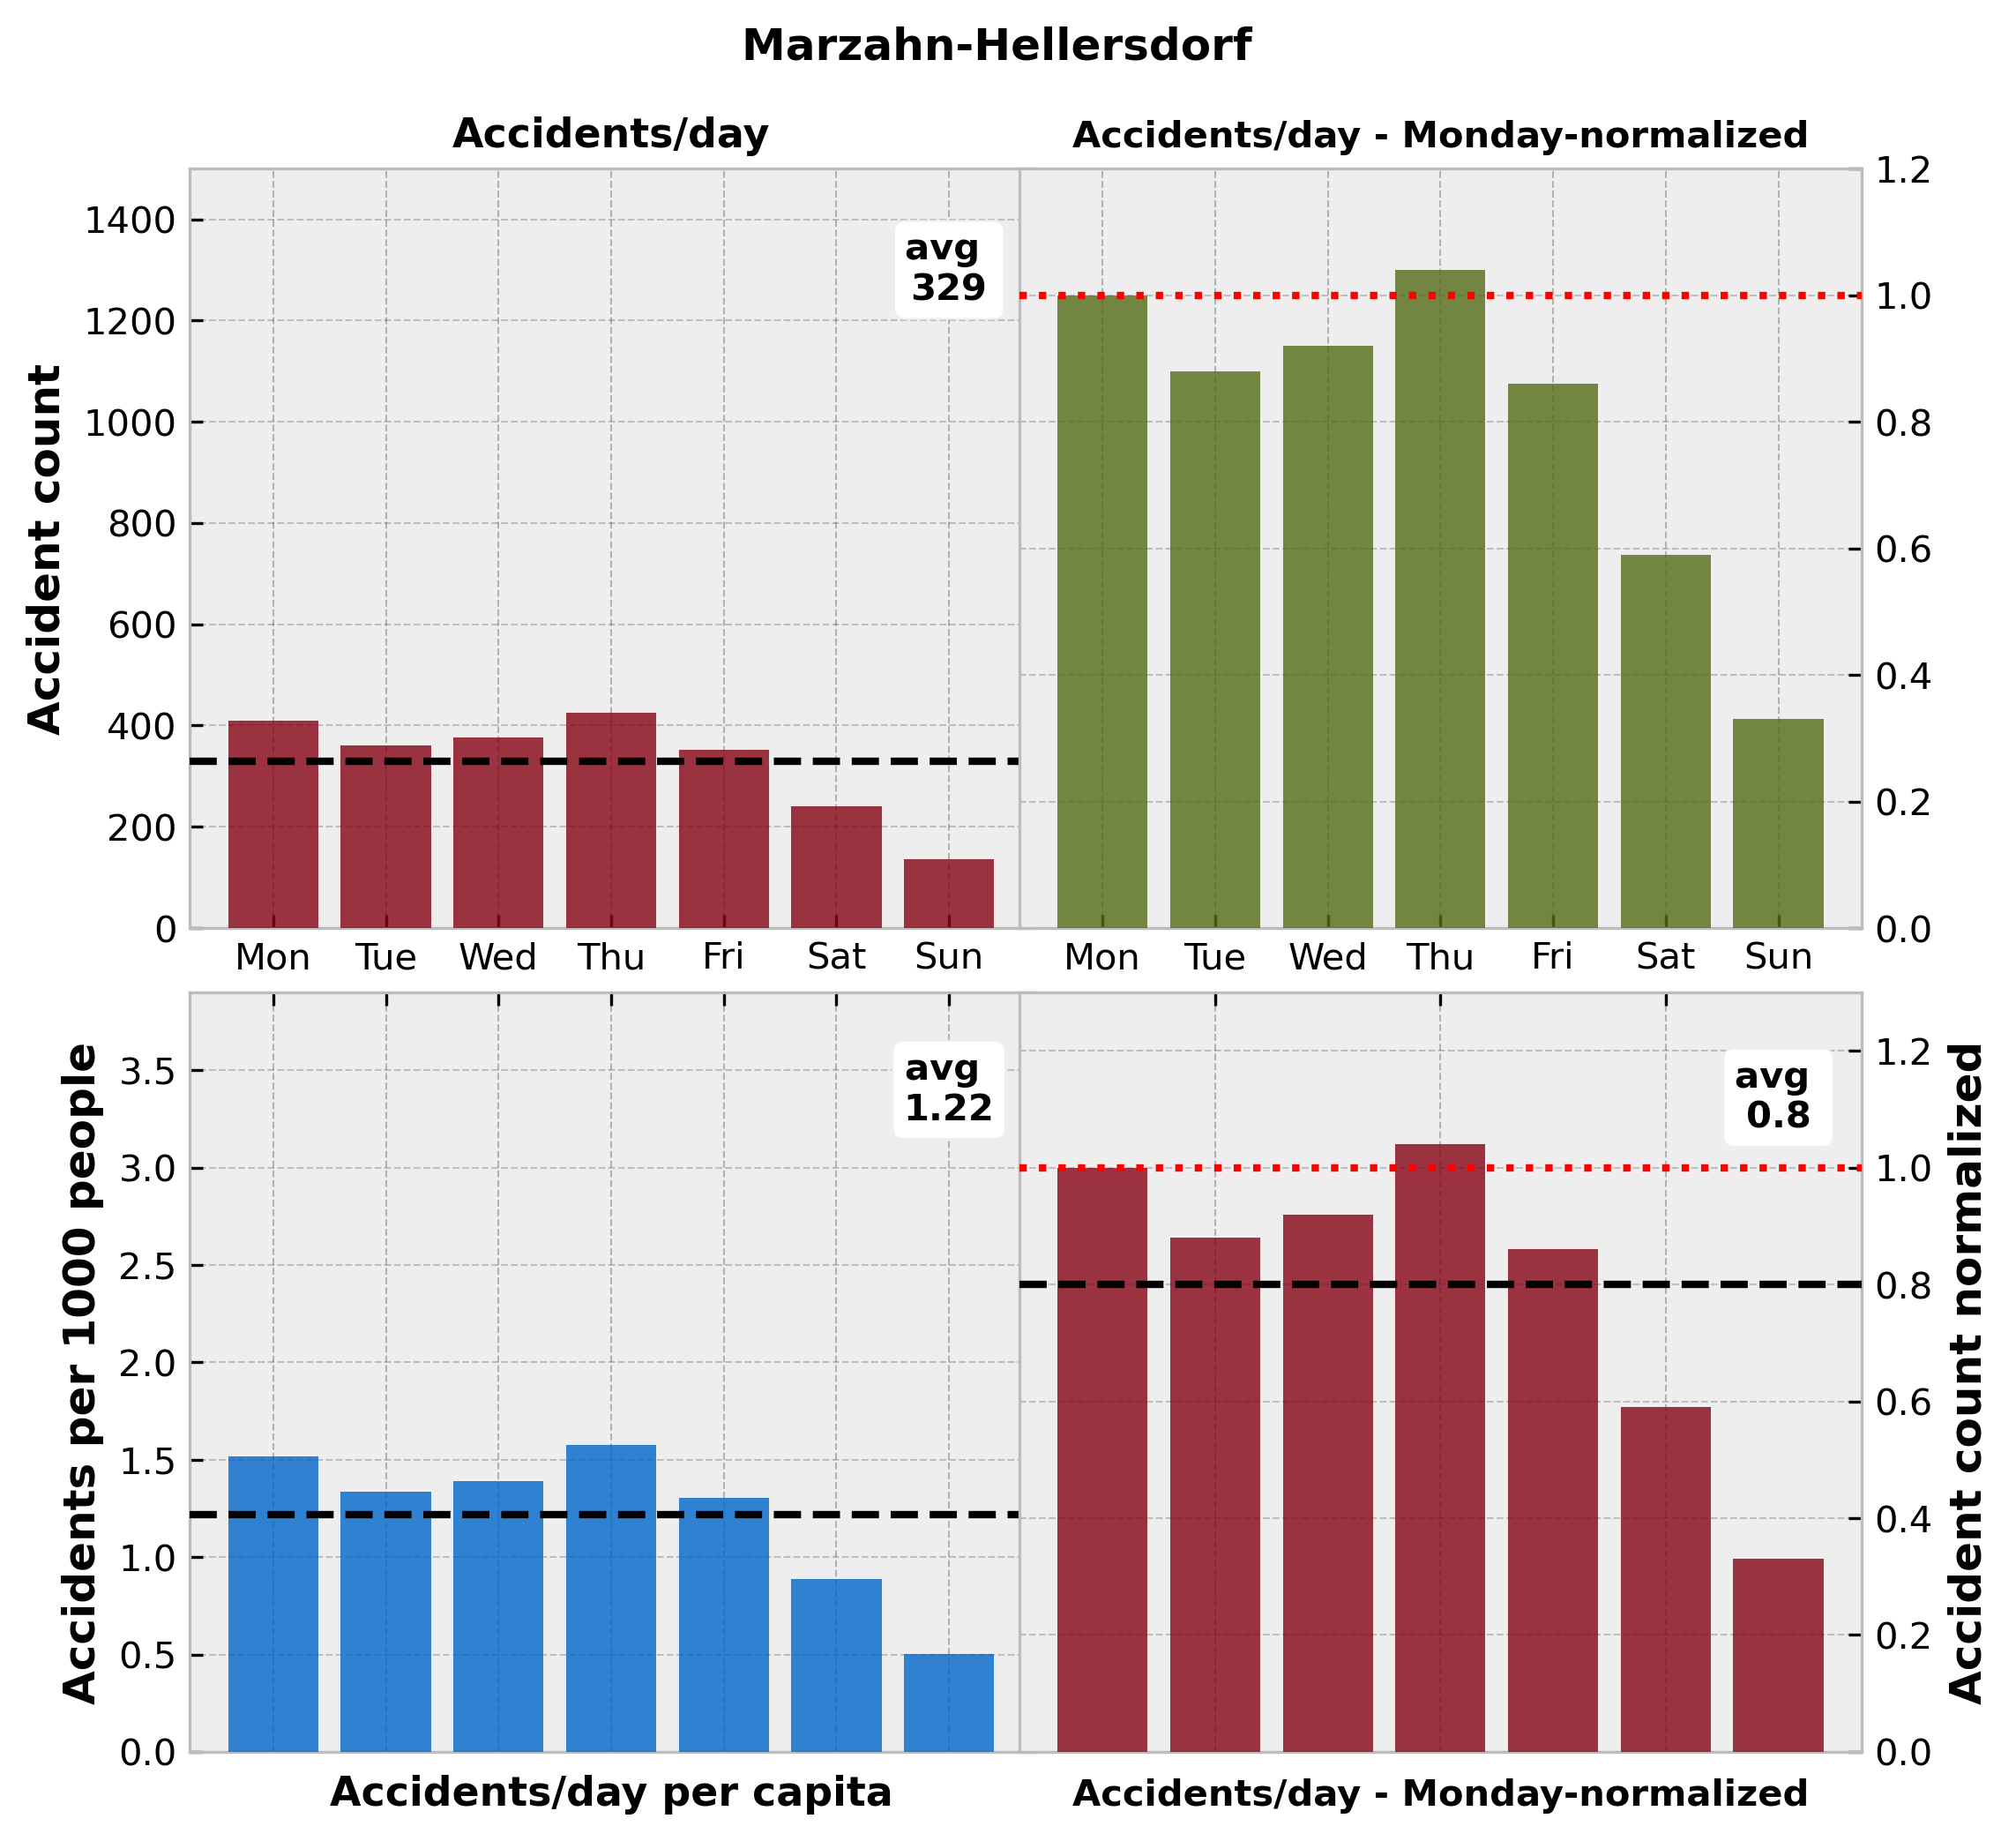 Marzahn-Hellersdorf
Accidents/day
Accidents/day - Monday-normalized
Accident count
1400
1200
1000
800
600
400
200
0
avg
329
Mon Tue Wed Thu Fri Sat Sun
1.2
1.0
0.8
0.6
0.4
0.2
0.0
Mon Tue Wed Thu Fri Sat Sun
Accidents per 1000 people
3.5
3.0
2.5
2.0
1.5
1.0
0.5
0.0
avg
1.22
Accidents/day per capita
avg
0.8
1.2
1.0
0.8
0.6
0.4
0.2
0.0
Accident count normalized
Accidents/day - Monday-normalized